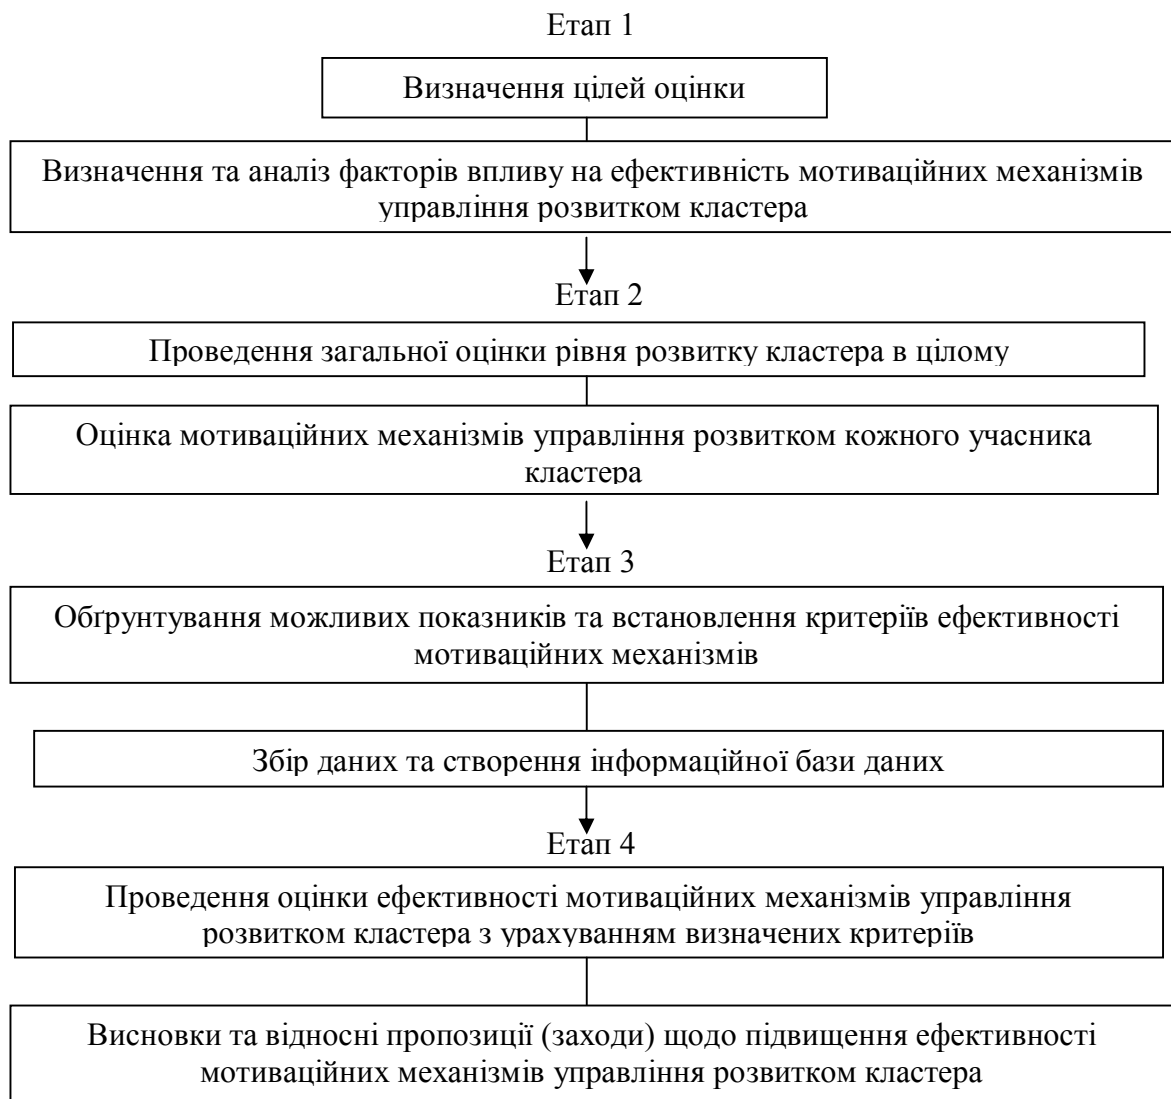 Етап 1
Визначення цілей оцінки
Визначення та аналіз факторів впливу на ефективність мотиваційних механізмів
управління розвитком кластера
Етап 2
Проведення загальної оцінки рівня розвитку кластера в цілому
Оцінка мотиваційних механізмів управління розвитком кожного учасника
кластера
Етап 3
Обґрунтування можливих показників та встановлення критеріїв ефективності
мотиваційних механізмів
Збір даних та створення інформаційної бази даних
Етап 4
Проведення оцінки ефективності мотиваційних механізмів управління
розвитком кластера з урахуванням визначених критеріїв
Висновки та відносні пропозиції (заходи) щодо підвищення ефективності
мотиваційних механізмів управління розвитком кластера